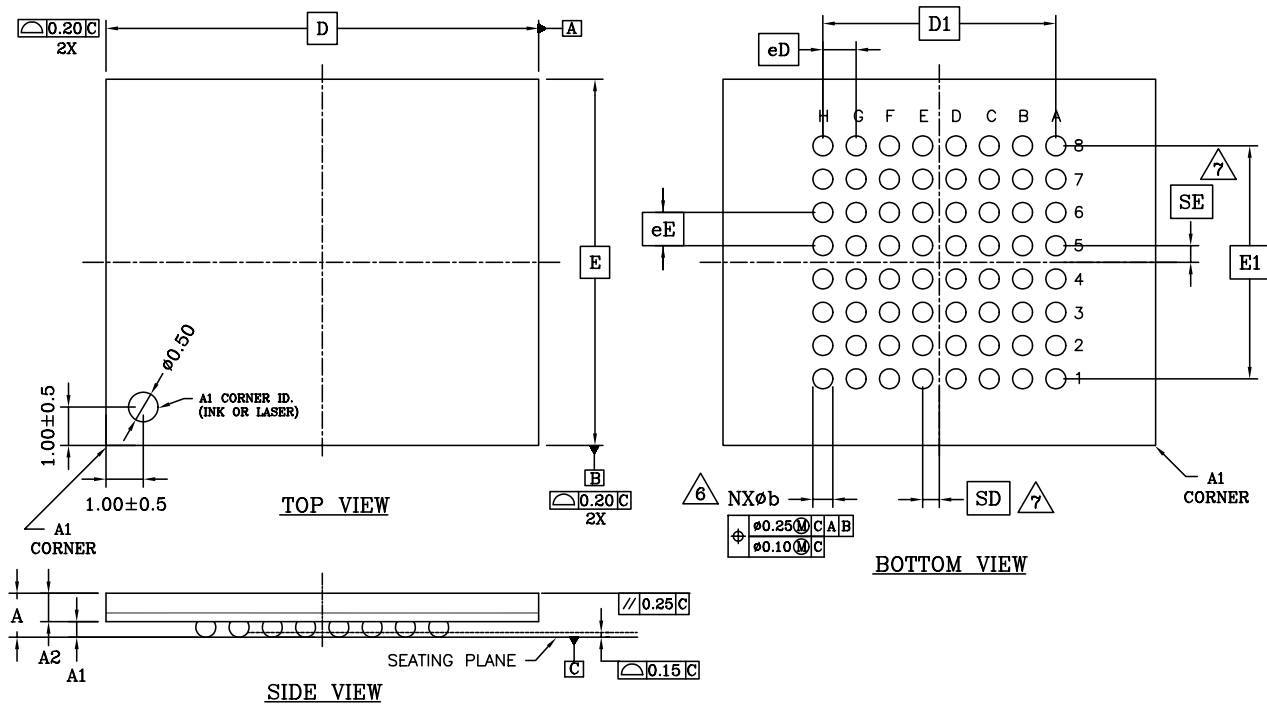 ⌓ 0.20 C
2X
D
A
E
ø0.50
A1 CORNER ID.
(INK OR LASER)
1.00±0.5
1.00±0.5
A1
CORNER
TOP VIEW
B
⌓ 0.20 C
2X
D1
eD
H G F E D C B A
8
7
6
5
4
3
2
1
7
SE
eE
E1
6 NXøb
SD 7
⌖ ø0.25Ⓜ C A B
ø0.10Ⓜ C
A1
CORNER
BOTTOM VIEW
A
A2
A1
// 0.25 C
SEATING PLANE
C
⌓ 0.15 C
SIDE VIEW